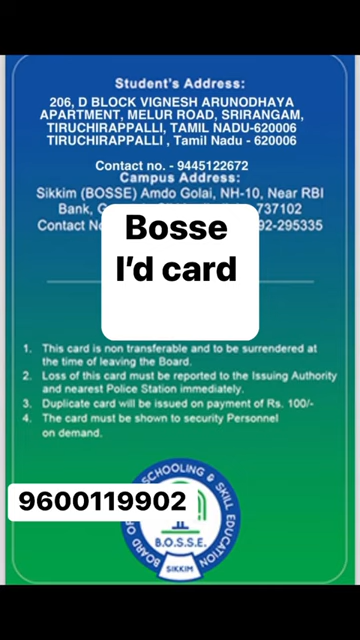 Student's Address:
206, D BLOCK VIGNESH ARUNODHAYA
APARTMENT, MELUR ROAD, SRIRANGAM,
TIRUCHIRAPPALLI, TAMIL NADU-620006
TIRUCHIRAPPALLI , Tamil Nadu - 620006
Contact no. - 9445122672
Campus Address:
Sikkim (BOSSE) Amdo Golai, NH-10, Near RBI
Bank, 737102
Contact 92-295335
Bosse
I'd card
1. This card is non transferable and to be surrendered at
the time of leaving the Board.
2. Loss of this card must be reported to the Issuing Authority
and nearest Police Station immediately.
3. Duplicate card will be issued on payment of Rs. 100/-
4. The card must be shown to security Personnel
on demand.
9600119902
BOARD OF SCHOOLING & SKILL EDUCATION
B.O.S.S.E.
SIKKIM